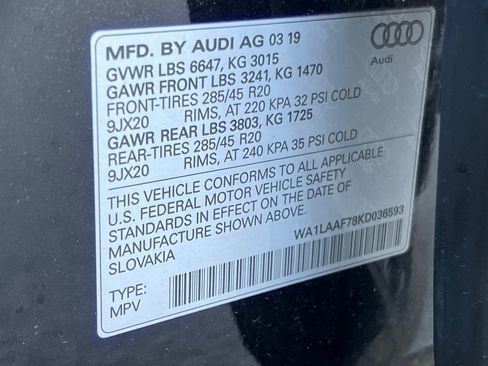 MFD. BY AUDI AG 03 19
GVWR LBS 6647, KG 3015
GAWR FRONT LBS 3241, KG 1470
FRONT-TIRES 285/45 R20
9JX20 RIMS, AT 220 KPA 32 PSI COLD
GAWR REAR LBS 3803, KG 1725
REAR-TIRES 285/45 R20
9JX20 RIMS, AT 240 KPA 35 PSI COLD
Audi
THIS VEHICLE CONFORMS TO ALL APPLICABLE
U.S. FEDERAL MOTOR VEHICLE SAFETY
STANDARDS IN EFFECT ON THE DATE OF
MANUFACTURE SHOWN ABOVE.
SLOVAKIA
WA1LAAF78KD036593
TYPE:
MPV